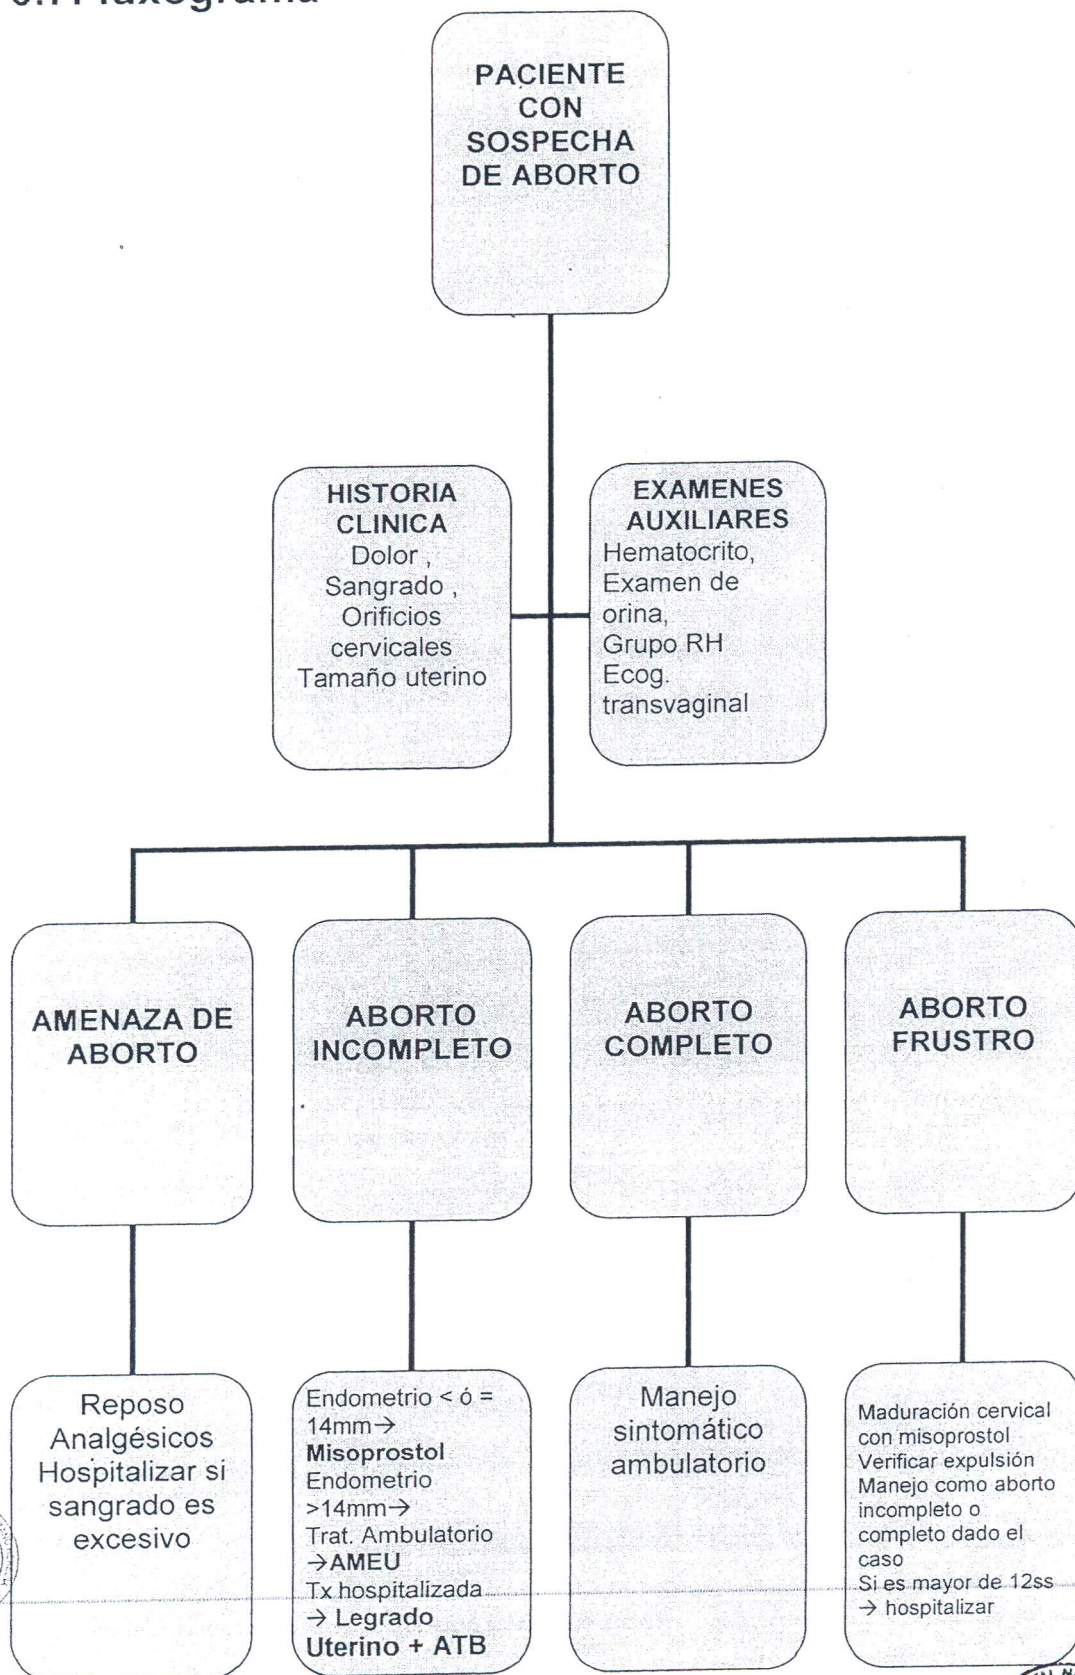 PACIENTE
CON
SOSPECHA
DE ABORTO
HISTORIA
CLINICA
Dolor ,
Sangrado ,
Orificios
cervicales
Tamaño uterino
EXAMENES
AUXILIARES
Hematocrito,
Examen de
orina,
Grupo RH
Ecog.
transvaginal
AMENAZA DE
ABORTO
ABORTO
INCOMPLETO
ABORTO
COMPLETO
ABORTO
FRUSTRO
Reposo
Analgésicos
Hospitalizar si
sangrado es
excesivo
Endometrio < ó =
14mm→
Misoprostol
Endometrio
>14mm→
Trat. Ambulatorio
→AMEU
Tx hospitalizada
→ Legrado
Uterino + ATB
Manejo
sintomático
ambulatorio
Maduración cervical
con misoprostol
Verificar expulsión
Manejo como aborto
incompleto o
completo dado el
caso
Si es mayor de 12ss
→ hospitalizar